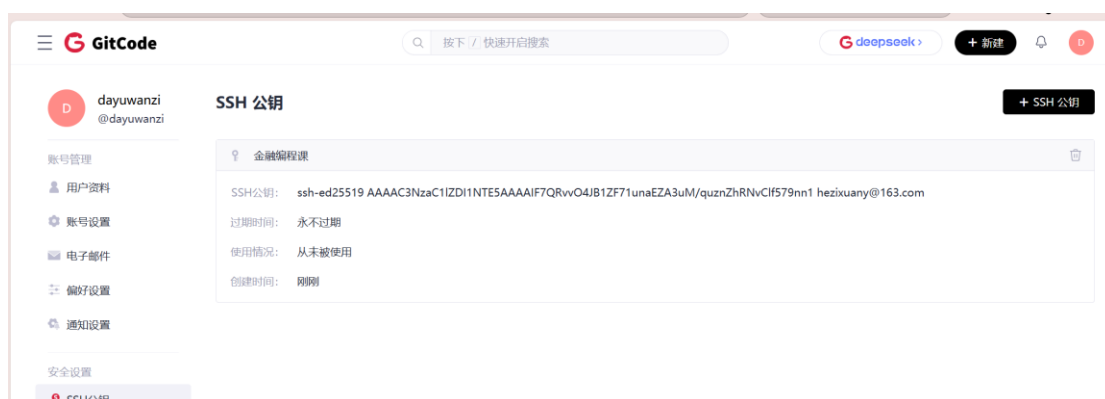 GitCode
按下 / 快速开启搜索
deepseek ›
+ 新建
D
D
dayuwanzi
@dayuwanzi
SSH 公钥
+ SSH 公钥
账号管理
用户资料
账号设置
电子邮件
偏好设置
通知设置
安全设置
SSH公钥
金融编程课
SSH公钥: ssh-ed25519 AAAAC3NzaC1lZDI1NTE5AAAAIF7QRvvO4JB1ZF71unaEZA3uM/quznZhRNvClf579nn1 hezixuany@163.com
过期时间: 永不过期
使用情况: 从未被使用
创建时间: 刚刚